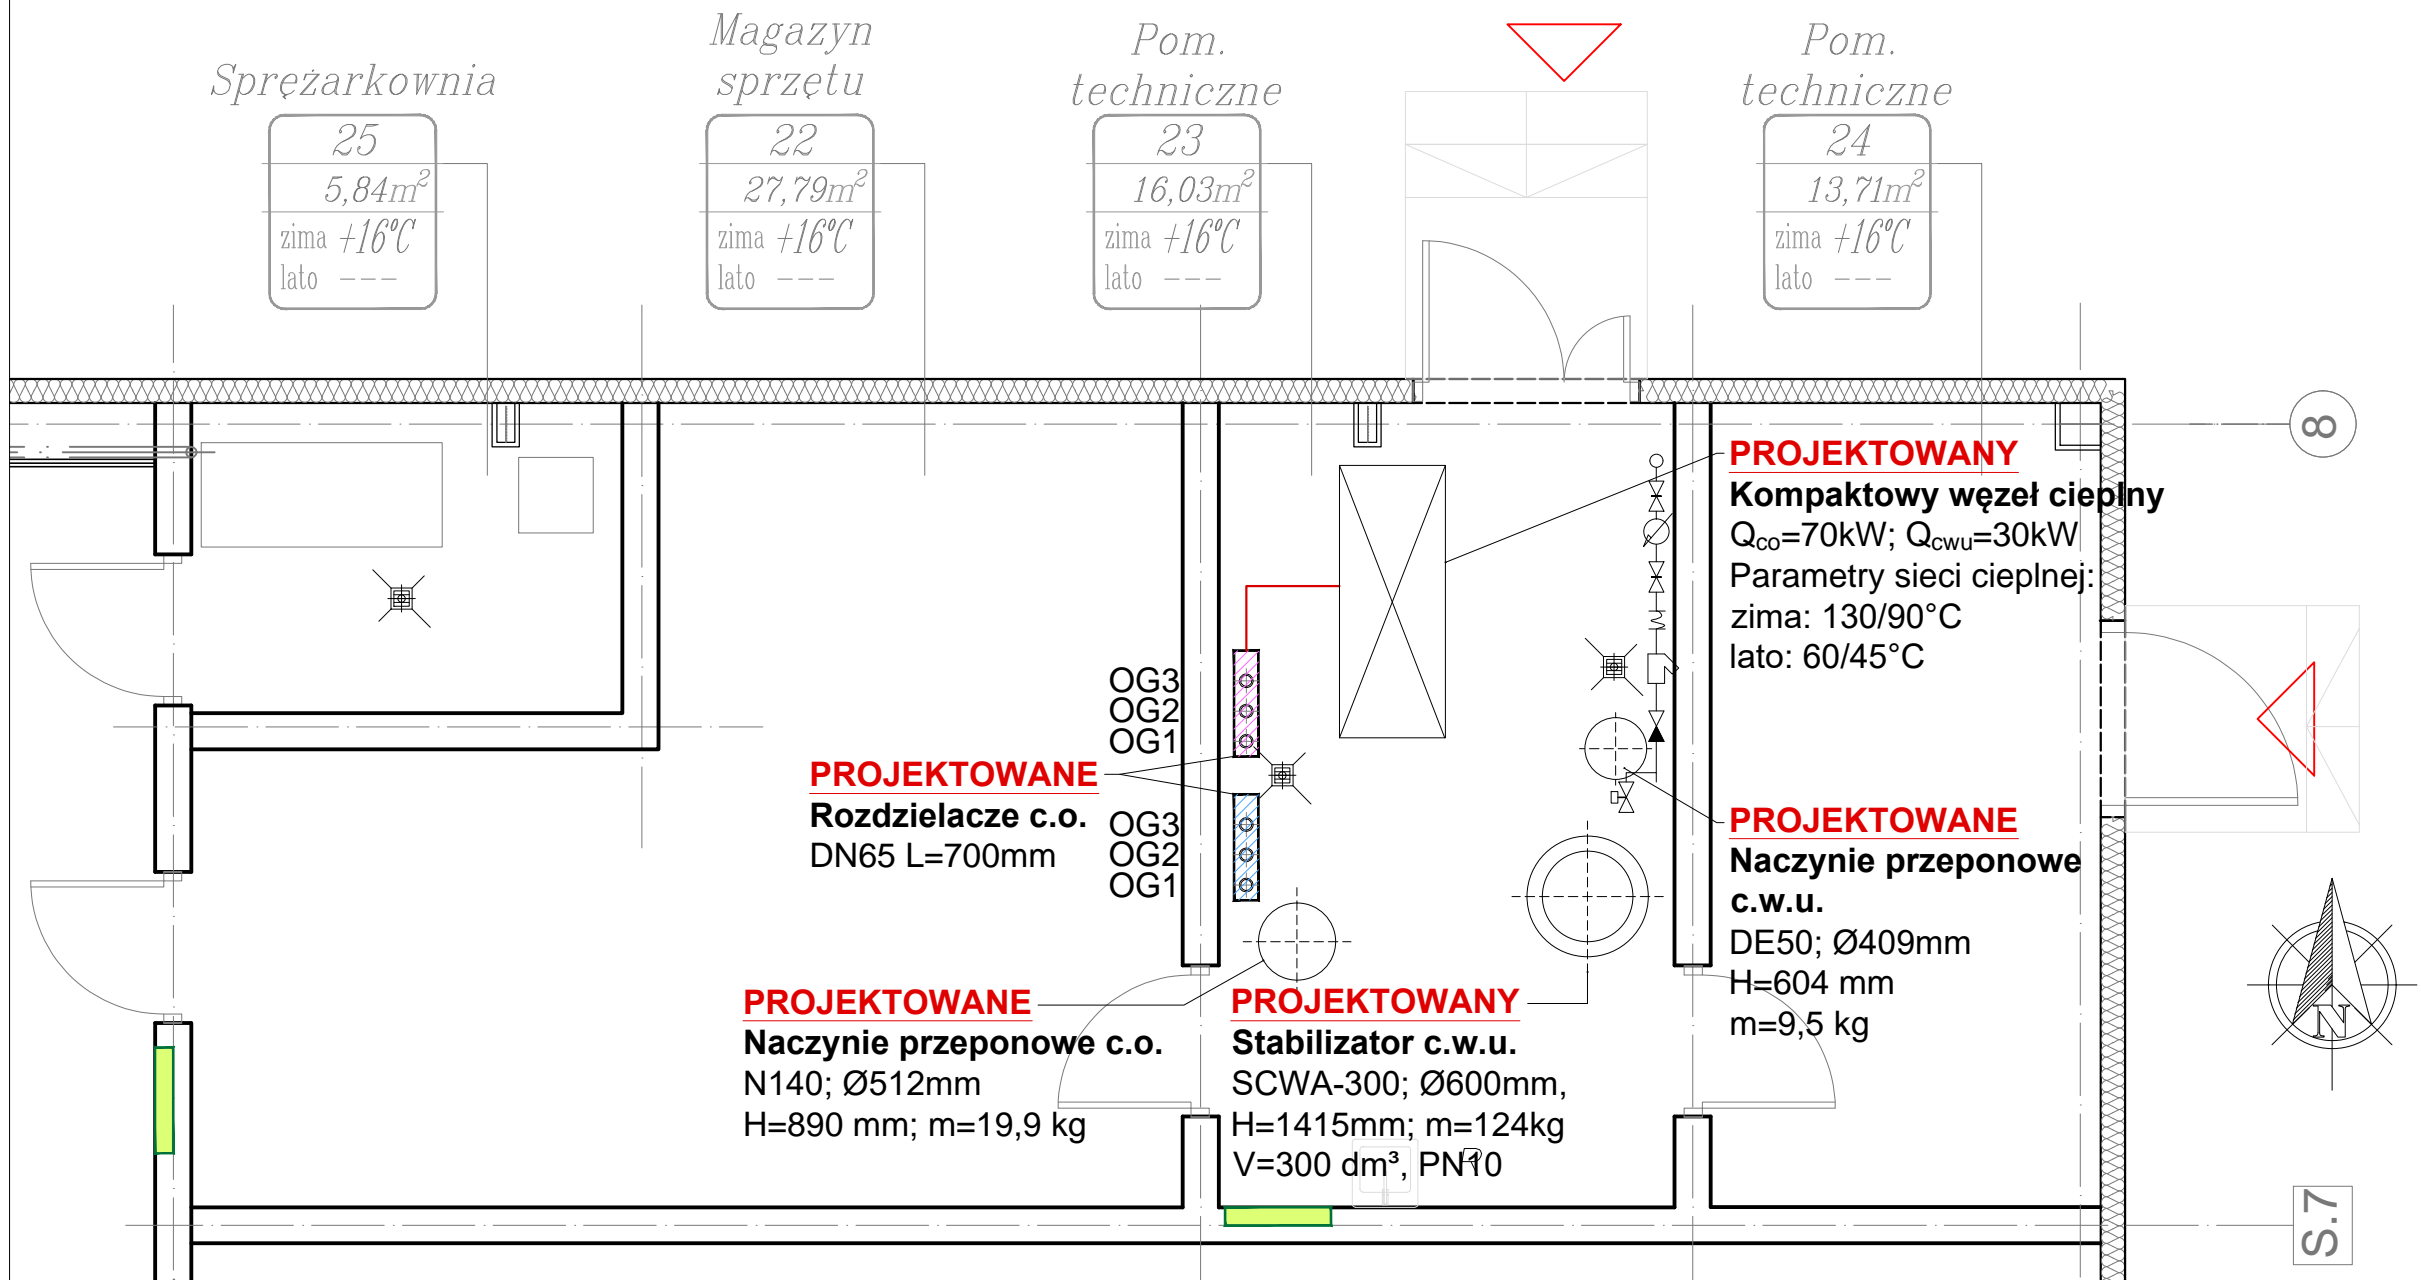 Sprężarkownia
25
5,84m²
zima +16°C
lato ---
Magazyn
sprzętu
22
27,79m²
zima +16°C
lato ---
Pom.
techniczne
23
16,03m²
zima +16°C
lato ---
Pom.
techniczne
24
13,71m²
zima +16°C
lato ---
8
PROJEKTOWANY
Kompaktowy węzeł cieplny
Qco=70kW; Qcwu=30kW
Parametry sieci cieplnej:
zima: 130/90°C
lato: 60/45°C
OG3
OG2
OG1
PROJEKTOWANE
Rozdzielacze c.o.
DN65 L=700mm
OG3
OG2
OG1
PROJEKTOWANE
Naczynie przeponowe
c.w.u.
DE50; Ø409mm
H=604 mm
m=9,5 kg
PROJEKTOWANE
Naczynie przeponowe c.o.
N140; Ø512mm
H=890 mm; m=19,9 kg
PROJEKTOWANY
Stabilizator c.w.u.
SCWA-300; Ø600mm,
H=1415mm; m=124kg
V=300 dm³, PN10
N
S.7